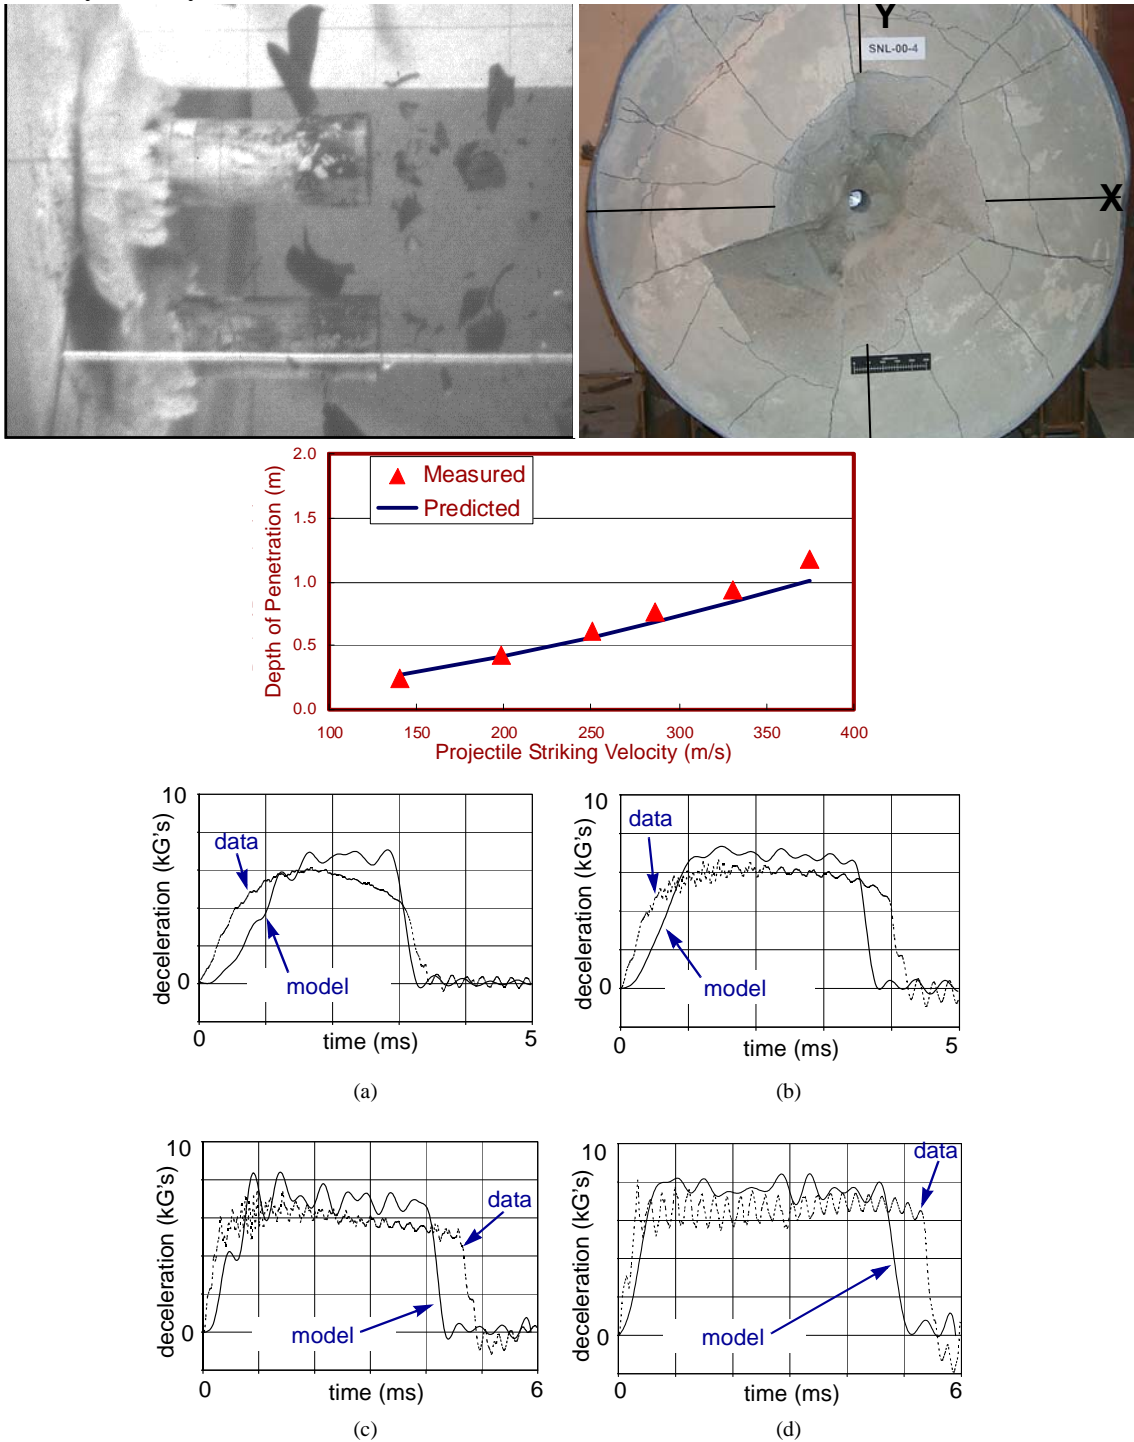 Y
SNL-00-4
X
2.0
1.5
1.0
0.5
0.0
Depth of Penetration (m)
Measured
Predicted
100 150 200 250 300 350 400
Projectile Striking Velocity (m/s)
10
0
deceleration (kG's)
data
model
0 5
time (ms)
(a)
10
0
deceleration (kG's)
data
model
0 5
time (ms)
(b)
10
0
deceleration (kG's)
data
model
0 6
time (ms)
(c)
10
0
deceleration (kG's)
data
model
0 6
time (ms)
(d)